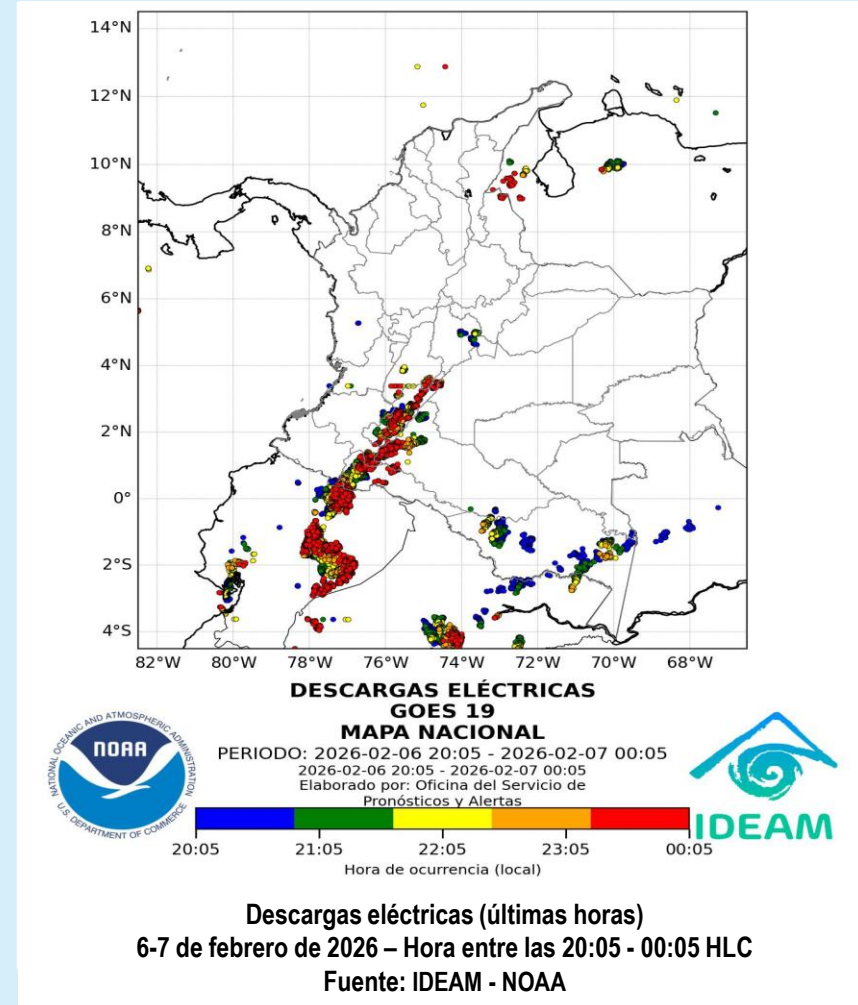 14°N
12°N
10°N
8°N
6°N
4°N
2°N
0°
2°S
4°S
82°W 80°W 78°W 76°W 74°W 72°W 70°W 68°W
DESCARGAS ELÉCTRICAS
GOES 19
MAPA NACIONAL
PERIODO: 2026-02-06 20:05 - 2026-02-07 00:05
2026-02-06 20:05 - 2026-02-07 00:05
Elaborado por: Oficina del Servicio de
Pronósticos y Alertas
NATIONAL OCEANIC AND ATMOSPHERIC ADMINISTRATION
NOAA
U.S. DEPARTMENT OF COMMERCE
IDEAM
20:05 21:05 22:05 23:05 00:05
Hora de ocurrencia (local)
Descargas eléctricas (últimas horas)
6-7 de febrero de 2026 – Hora entre las 20:05 - 00:05 HLC
Fuente: IDEAM - NOAA